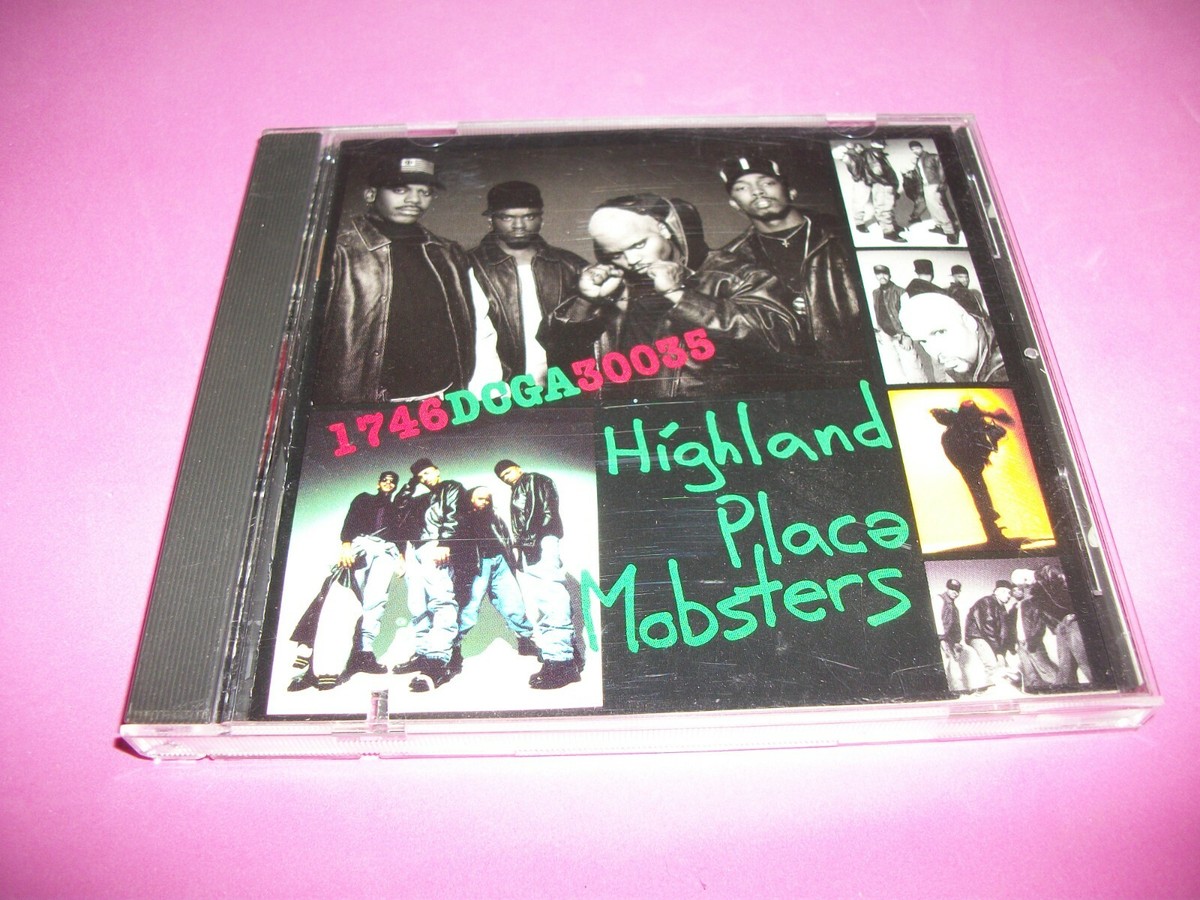 1746DCGA30035
Highland
Place
Mobsters